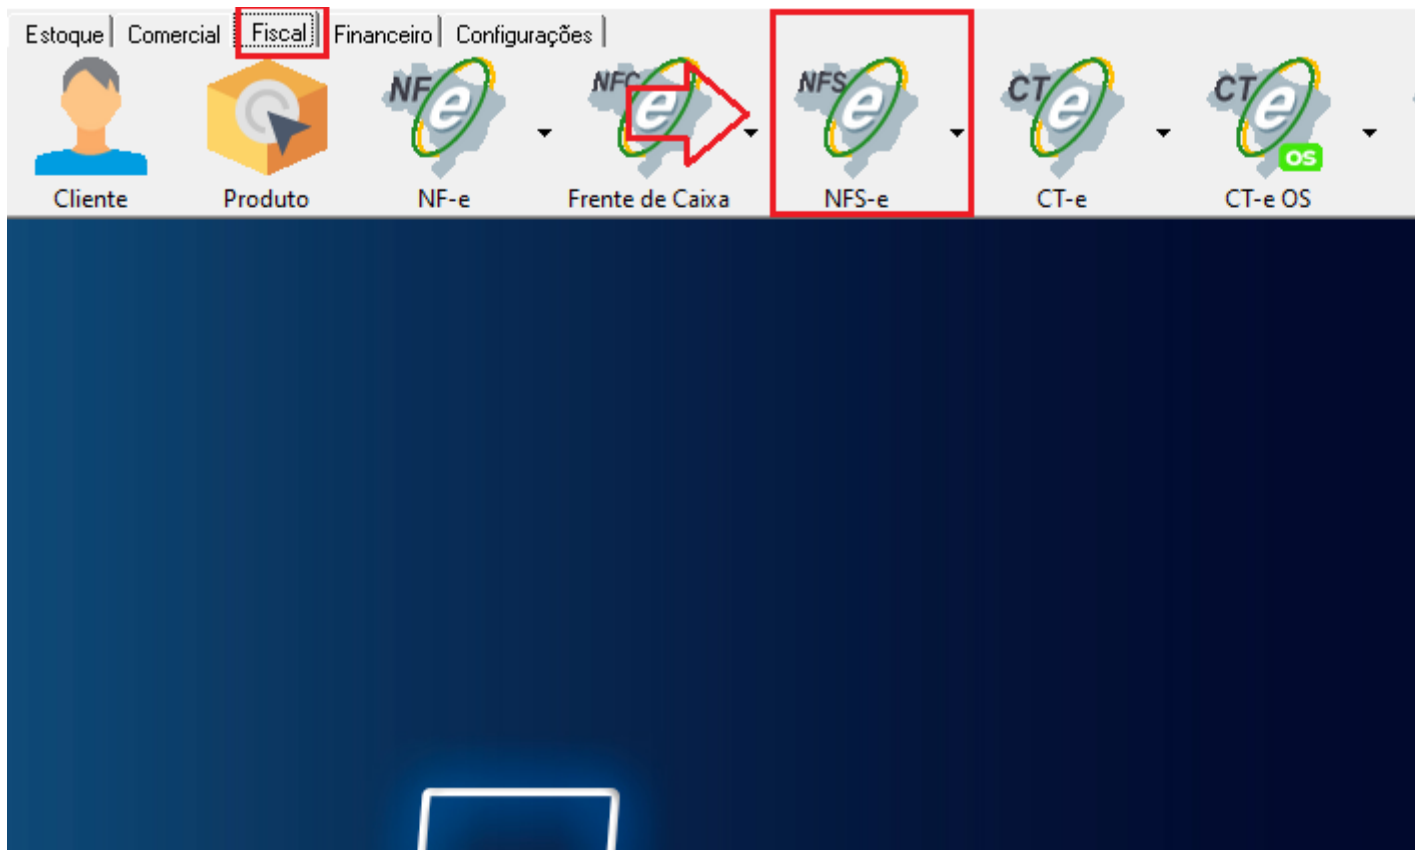 Estoque Comercial Fiscal Financeiro Configurações
NF e NFC e NFS e CT e CT e os
Cliente Produto NF-e Frente de Caixa NFS-e CT-e CT-e OS